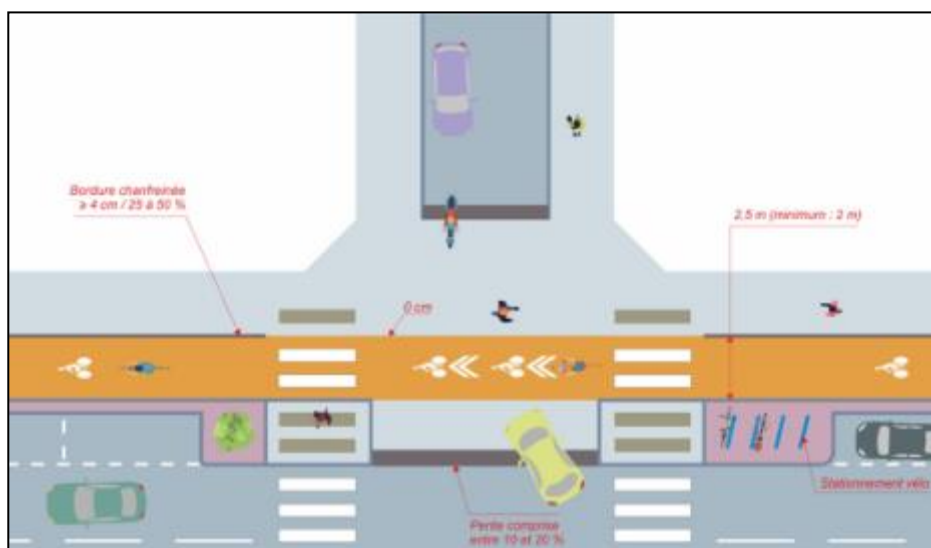 Bordure chanfreinée
≥ 4 cm / 25 à 50 %
2,5 m (minimum : 2 m)
0 cm
Stationnement vélo
Pente comprise
entre 10 et 20 %